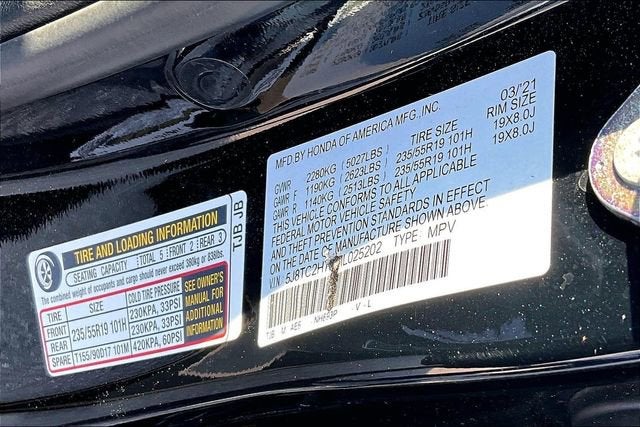 TIRE AND LOADING INFORMATION
SEATING CAPACITY TOTAL 5 FRONT 2 REAR 3
The combined weight of occupants and cargo should never exceed 380kg or 838lbs.
TIRE SIZE COLD TIRE PRESSURE
FRONT 235/55R19 101H 230KPA, 33PSI
REAR 230KPA, 33PSI
SPARE T155/90D17 101M 420KPA, 60PSI
SEE OWNER'S
MANUAL FOR
ADDITIONAL
INFORMATION
TJB JB
MFD BY HONDA OF AMERICA MFG.,INC. 03/'21
TIRE SIZE RIM SIZE
GVWR 2280KG (5027LBS)
GAWR F 1190KG (2623LBS) 235/55R19 101H 19X8.0J
GAWR R 1140KG (2513LBS) 235/55R19 101H 19X8.0J
THIS VEHICLE CONFORMS TO ALL APPLICABLE
FEDERAL MOTOR VEHICLE SAFETY
AND THEFT PREVENTION STANDARDS IN EFFECT
ON THE DATE OF MANUFACTURE SHOWN ABOVE.
VIN: 5J8TC2H L025202 TYPE: MPV
TJB M AE5 - V - L